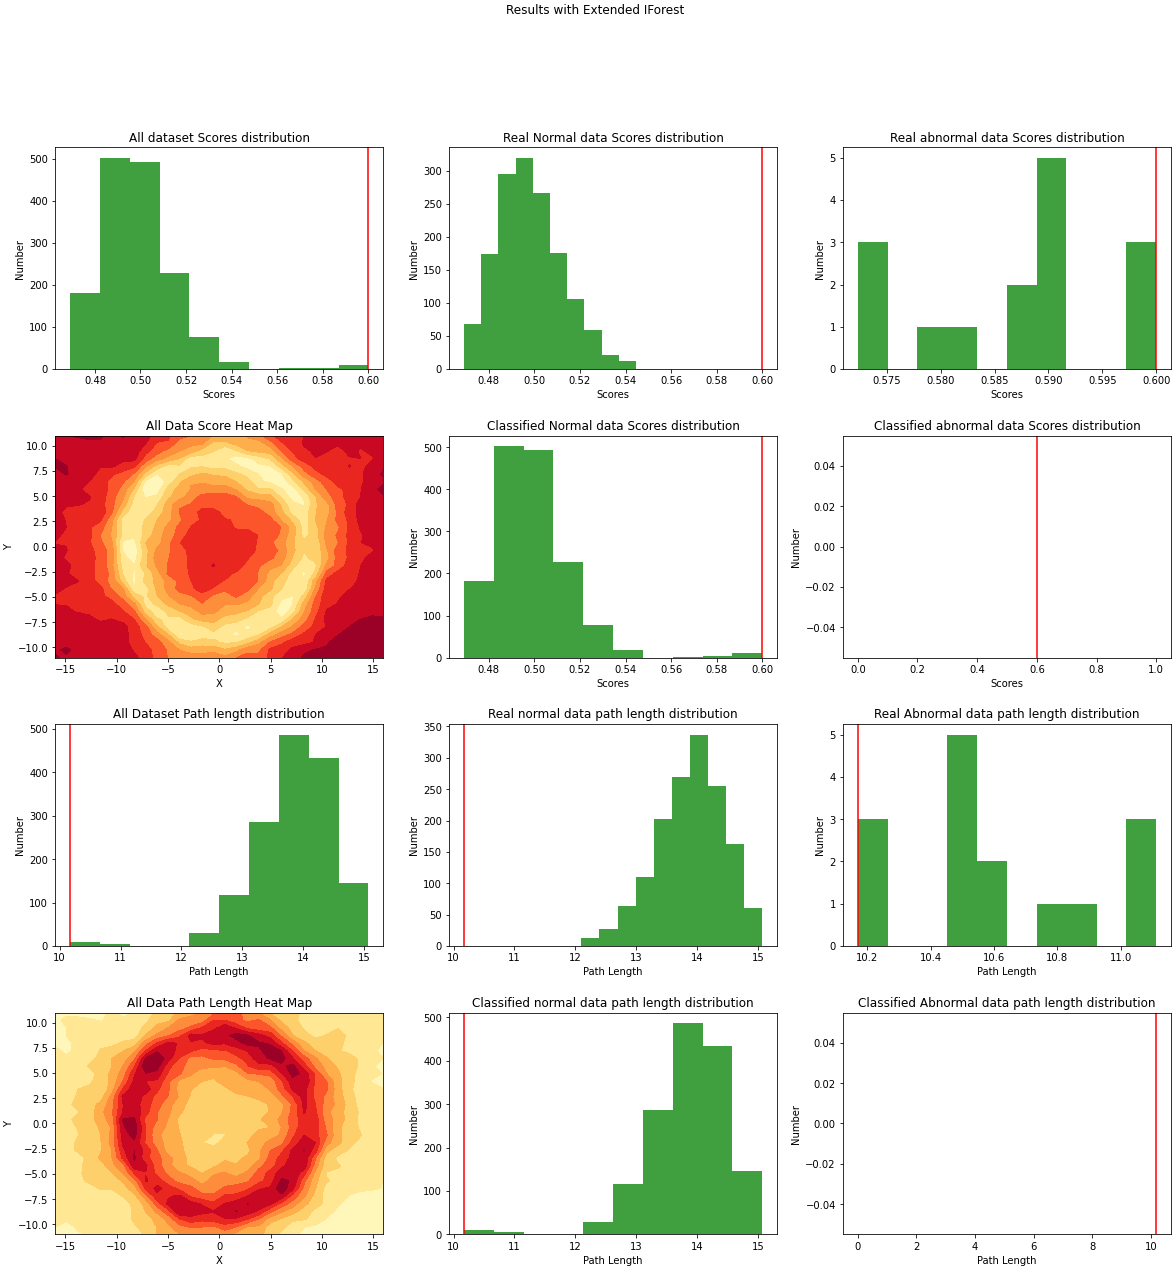 Results with Extended IForest
All dataset Scores distribution
Number
500
400
300
200
100
0
0.48 0.50 0.52 0.54 0.56 0.58 0.60
Scores
Real Normal data Scores distribution
Number
300
250
200
150
100
50
0
0.48 0.50 0.52 0.54 0.56 0.58 0.60
Scores
Real abnormal data Scores distribution
Number
5
4
3
2
1
0
0.575 0.580 0.585 0.590 0.595 0.600
Scores
All Data Score Heat Map
Y
10.0
7.5
5.0
2.5
0.0
−2.5
−5.0
−7.5
−10.0
−15 −10 −5 0 5 10 15
X
Classified Normal data Scores distribution
Number
500
400
300
200
100
0
0.48 0.50 0.52 0.54 0.56 0.58 0.60
Scores
Classified abnormal data Scores distribution
Number
0.04
0.02
0.00
−0.02
−0.04
0.0 0.2 0.4 0.6 0.8 1.0
Scores
All Dataset Path length distribution
Number
500
400
300
200
100
0
10 11 12 13 14 15
Path Length
Real normal data path length distribution
Number
350
300
250
200
150
100
50
0
10 11 12 13 14 15
Path Length
Real Abnormal data path length distribution
Number
5
4
3
2
1
0
10.2 10.4 10.6 10.8 11.0
Path Length
All Data Path Length Heat Map
Y
10.0
7.5
5.0
2.5
0.0
−2.5
−5.0
−7.5
−10.0
−15 −10 −5 0 5 10 15
X
Classified normal data path length distribution
Number
500
400
300
200
100
0
10 11 12 13 14 15
Path Length
Classified Abnormal data path length distribution
Number
0.04
0.02
0.00
−0.02
−0.04
0 2 4 6 8 10
Path Length